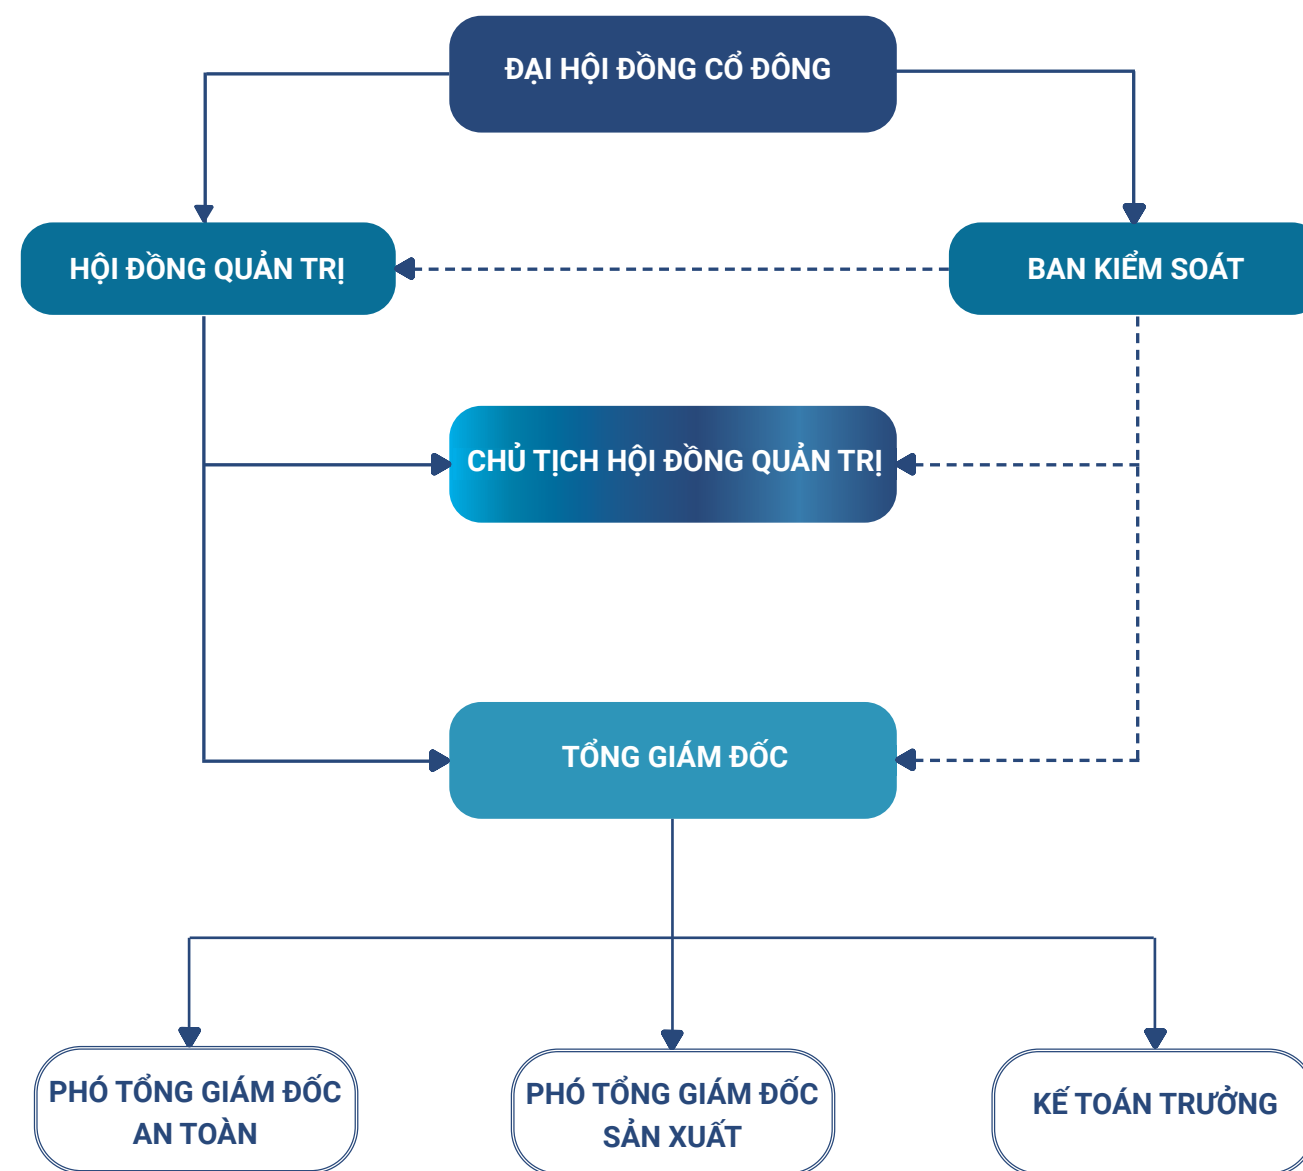 ĐẠI HỘI ĐỒNG CỔ ĐÔNG
HỘI ĐỒNG QUẢN TRỊ
BAN KIỂM SOÁT
CHỦ TỊCH HỘI ĐỒNG QUẢN TRỊ
TỔNG GIÁM ĐỐC
PHÓ TỔNG GIÁM ĐỐC
AN TOÀN
PHÓ TỔNG GIÁM ĐỐC
SẢN XUẤT
KẾ TOÁN TRƯỞNG